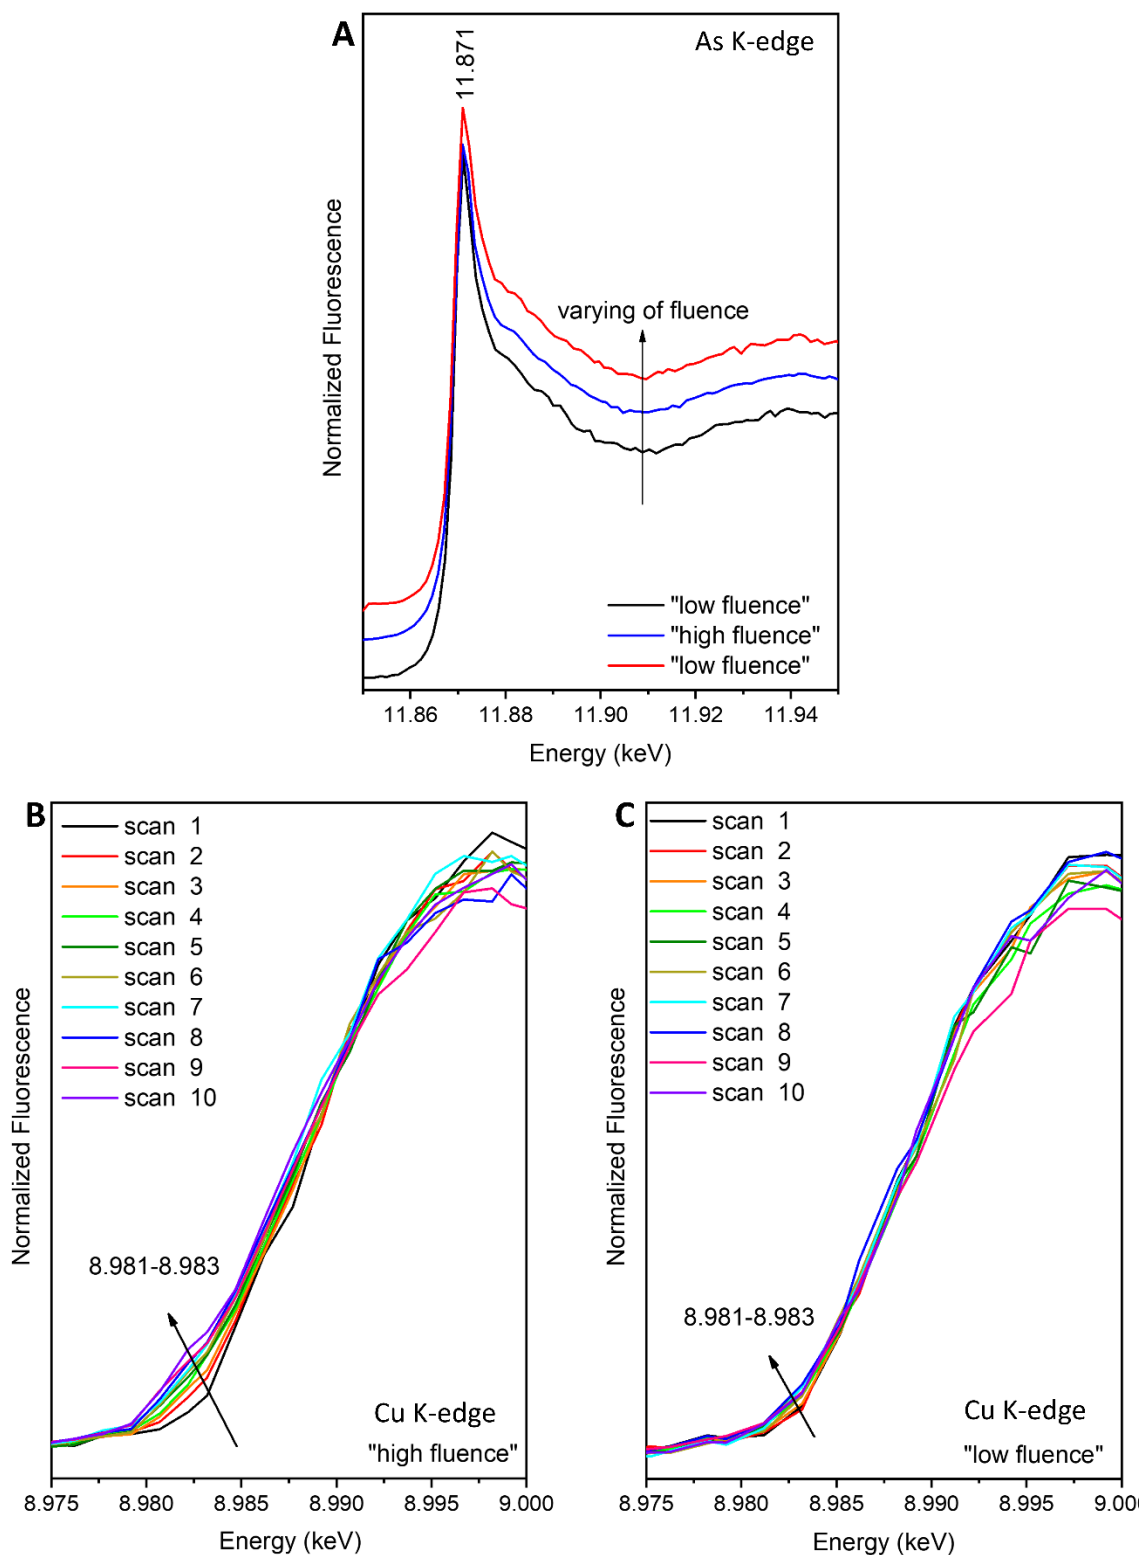 A
As K-edge
11.871
Normalized Fluorescence
varying of fluence
"low fluence"
"high fluence"
"low fluence"
11.86 11.88 11.90 11.92 11.94
Energy (keV)
B
scan 1
scan 2
scan 3
scan 4
scan 5
scan 6
scan 7
scan 8
scan 9
scan 10
Normalized Fluorescence
8.981-8.983
Cu K-edge
"high fluence"
8.975 8.980 8.985 8.990 8.995 9.000
Energy (keV)
C
scan 1
scan 2
scan 3
scan 4
scan 5
scan 6
scan 7
scan 8
scan 9
scan 10
Normalized Fluorescence
8.981-8.983
Cu K-edge
"low fluence"
8.975 8.980 8.985 8.990 8.995 9.000
Energy (keV)